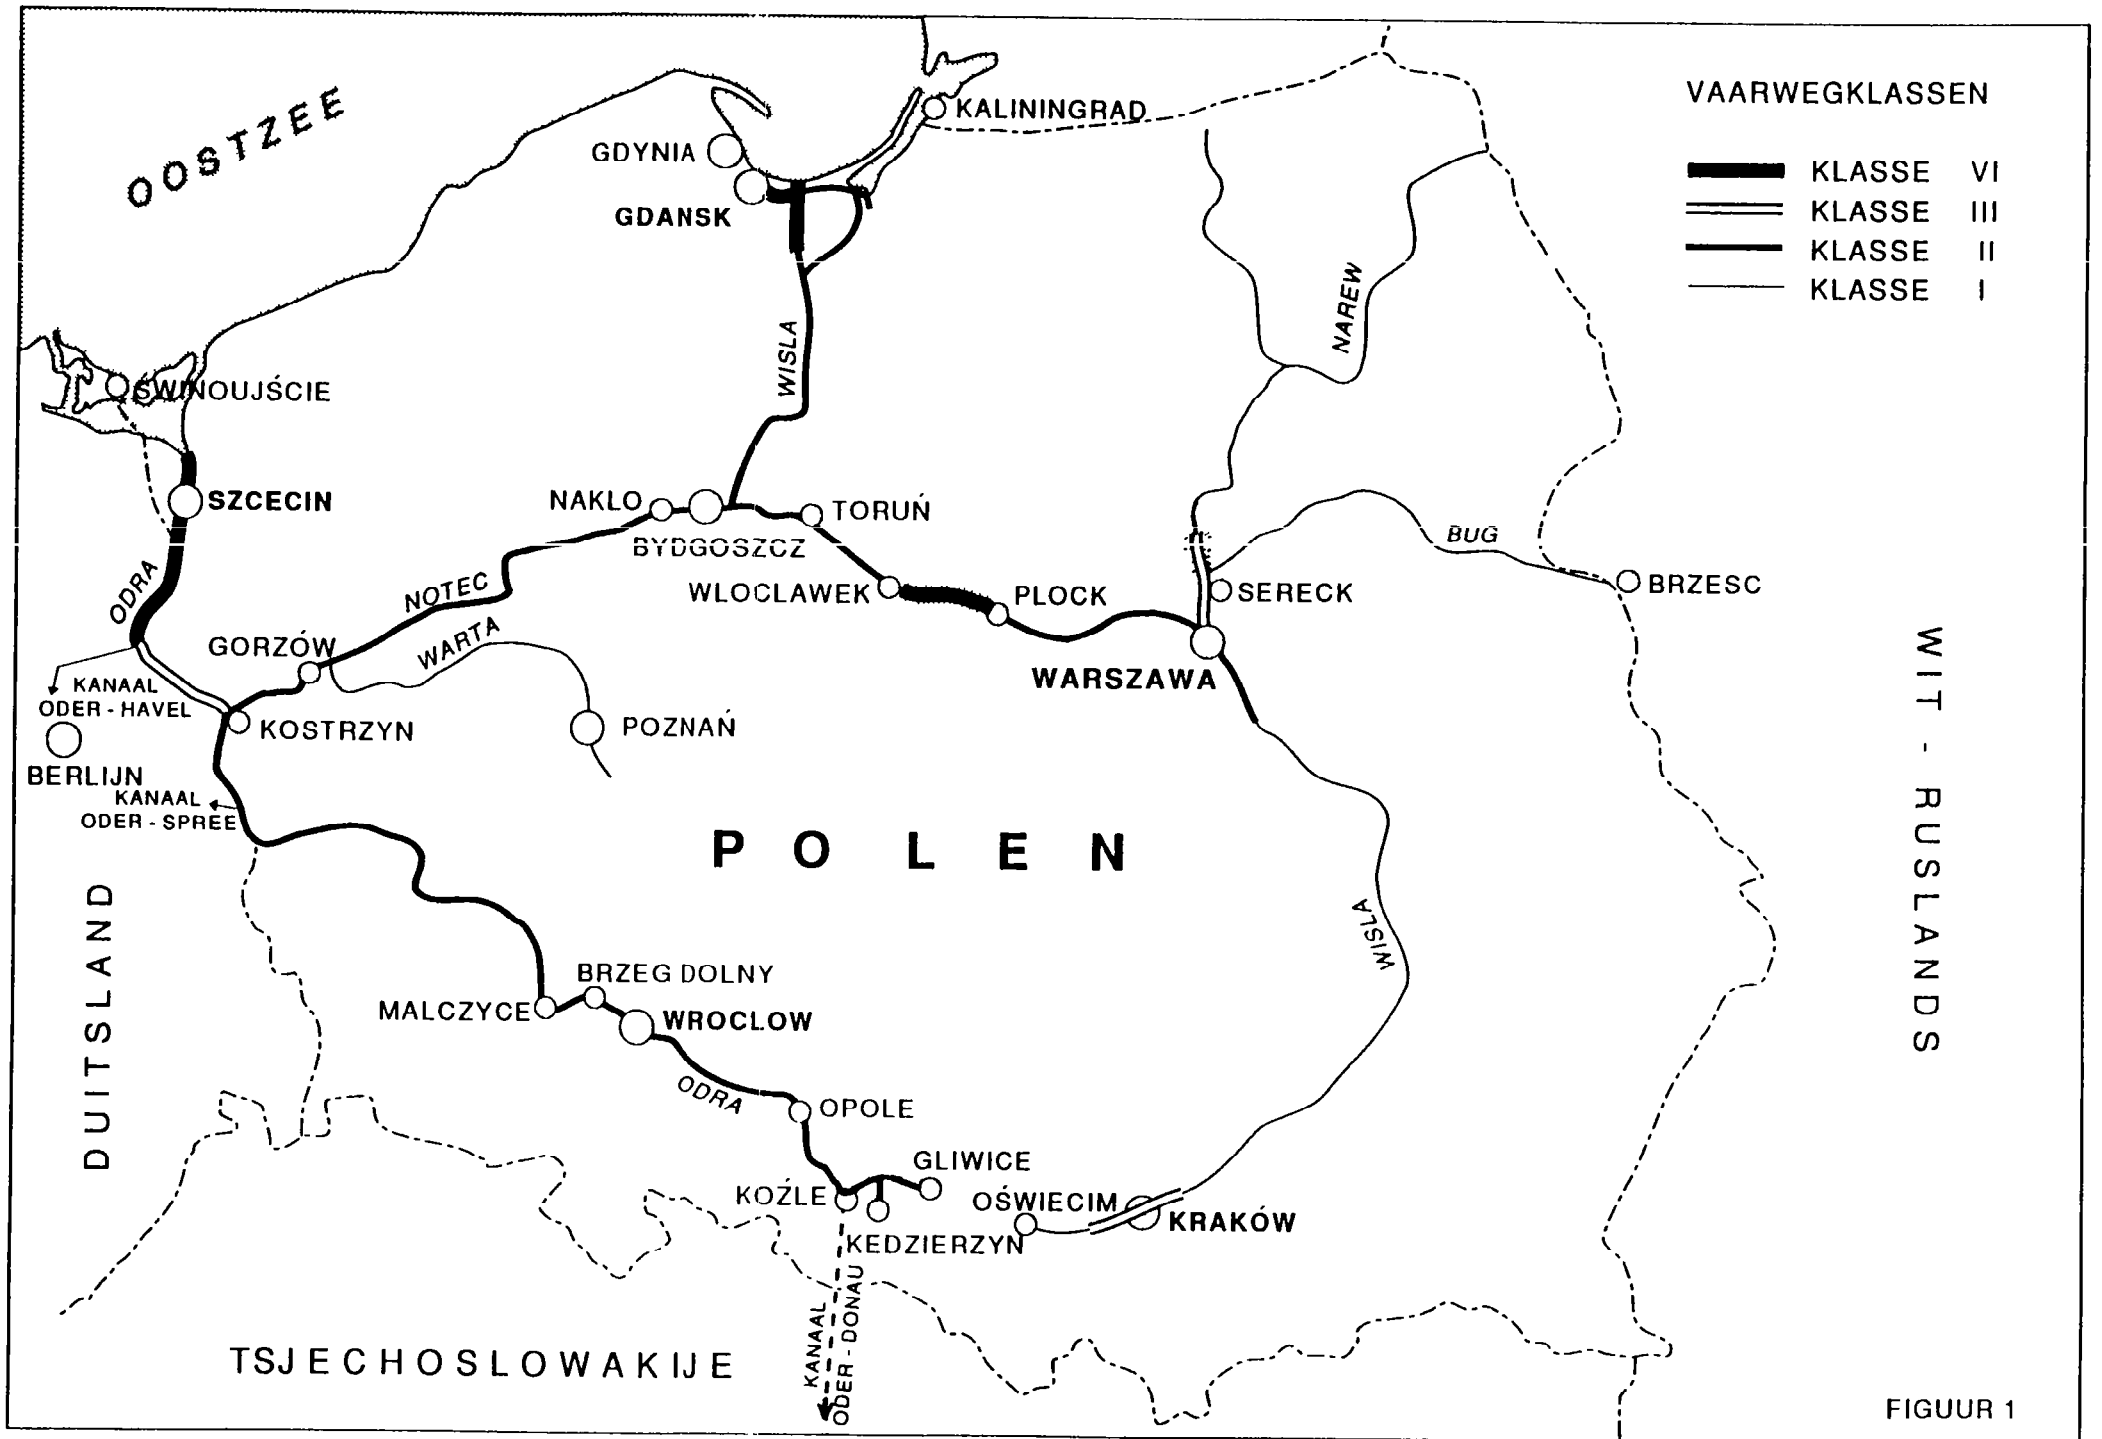 OOSTZEE
KALININGRAD
GDYNIA
GDANSK
VAARWEGKLASSEN
KLASSE VI
KLASSE III
KLASSE II
KLASSE I
NAREW
WISLA
ŚWINOUJŚCIE
SZCECIN
NAKLO
TORUŃ
BYDGOSZCZ
BUG
ODRA
NOTEC
WLOCLAWEK
PLOCK
SERECK
BRZESC
GORZÓW
WARTA
WARSZAWA
KANAAL
ODER - HAVEL
KOSTRZYN
POZNAŃ
BERLIJN
KANAAL
ODER - SPREE
POLEN
WIT - RUSLANDS
DUITSLAND
WISLA
BRZEG DOLNY
MALCZYCE
WROCLOW
ODRA
OPOLE
GLIWICE
KOŹLE
OŚWIECIM
KRAKÓW
KEDZIERZYN
KANAAL
ODER - DONAU
TSJECHOSLOWAKIJE
FIGUUR 1